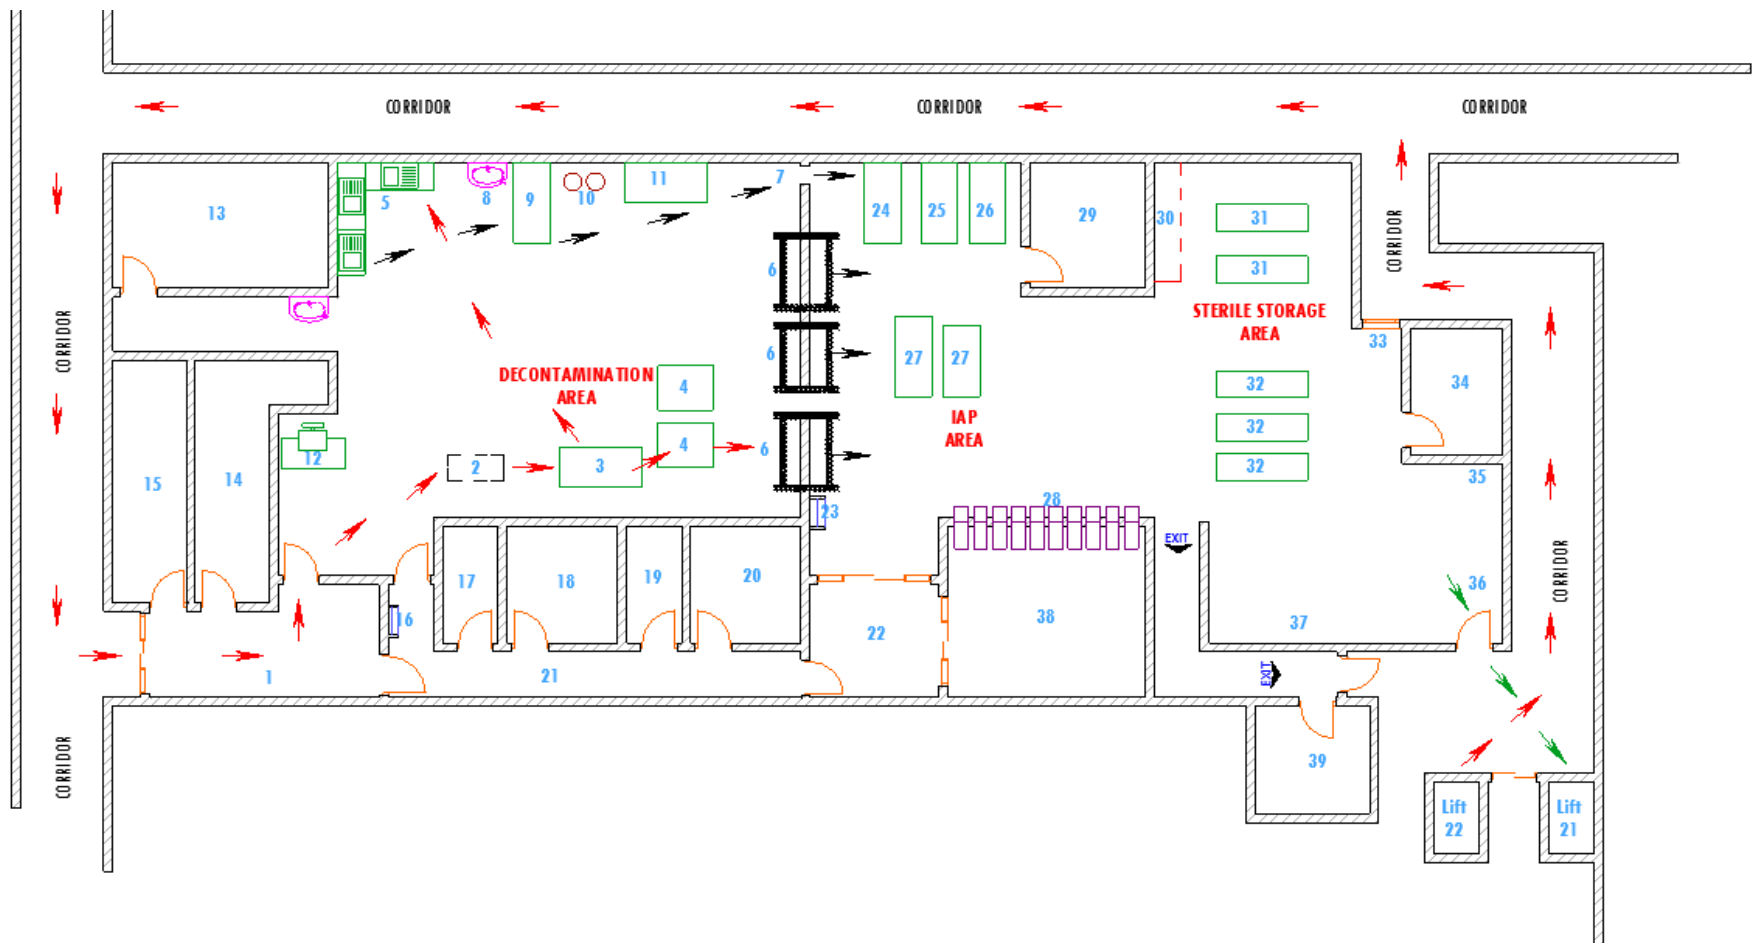 CORRIDOR
CORRIDOR
CORRIDOR
13
5
8
9
10
11
7
24
25
26
29
30
31
31
CORRIDOR
6
STERILE STORAGE
AREA
CORRIDOR
6
27
27
33
DECONTAMINATION
AREA
4
34
32
IAP
AREA
32
4
6
12
2
3
32
35
15
14
28
23
EXIT
CORRIDOR
17
18
19
20
36
16
22
38
37
1
21
EXIT
CORRIDOR
39
Lift
22
Lift
21